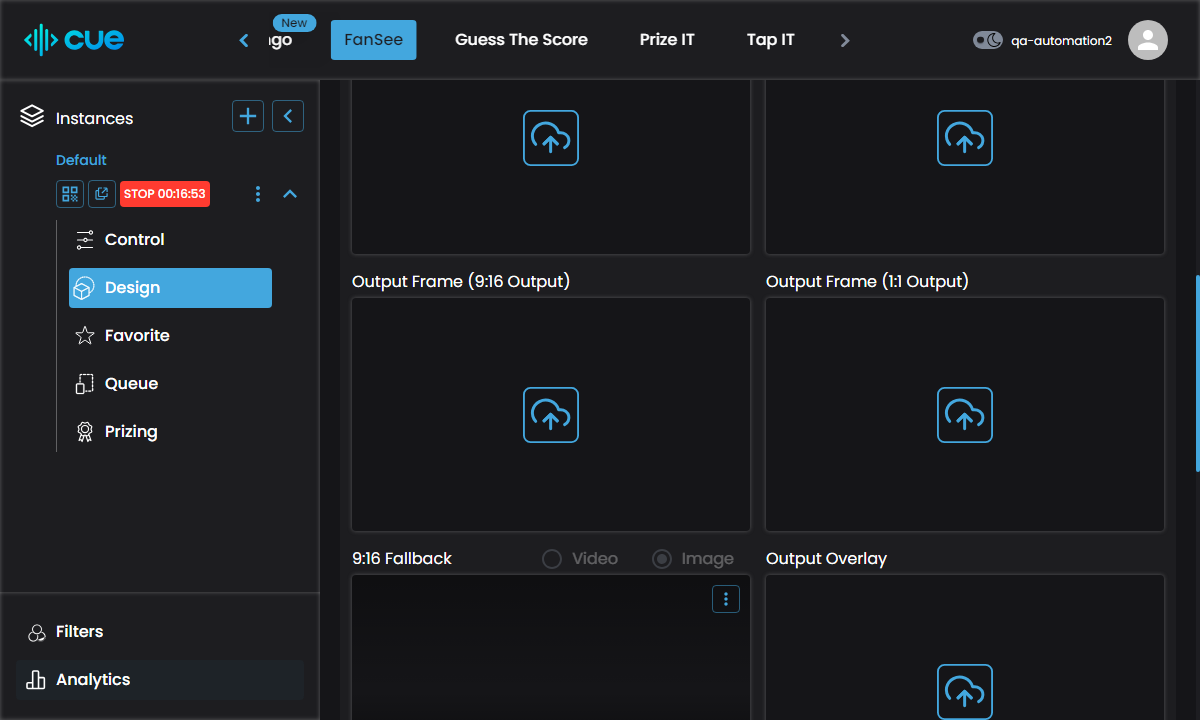 cue
New
FanSee
Guess The Score
Prize IT
Tap IT
qa-automation2
Instances
Default
STOP 00:16:53
Control
Design
Favorite
Queue
Prizing
Filters
Analytics
Output Frame (9:16 Output)
Output Frame (1:1 Output)
9:16 Fallback
Video
Image
Output Overlay